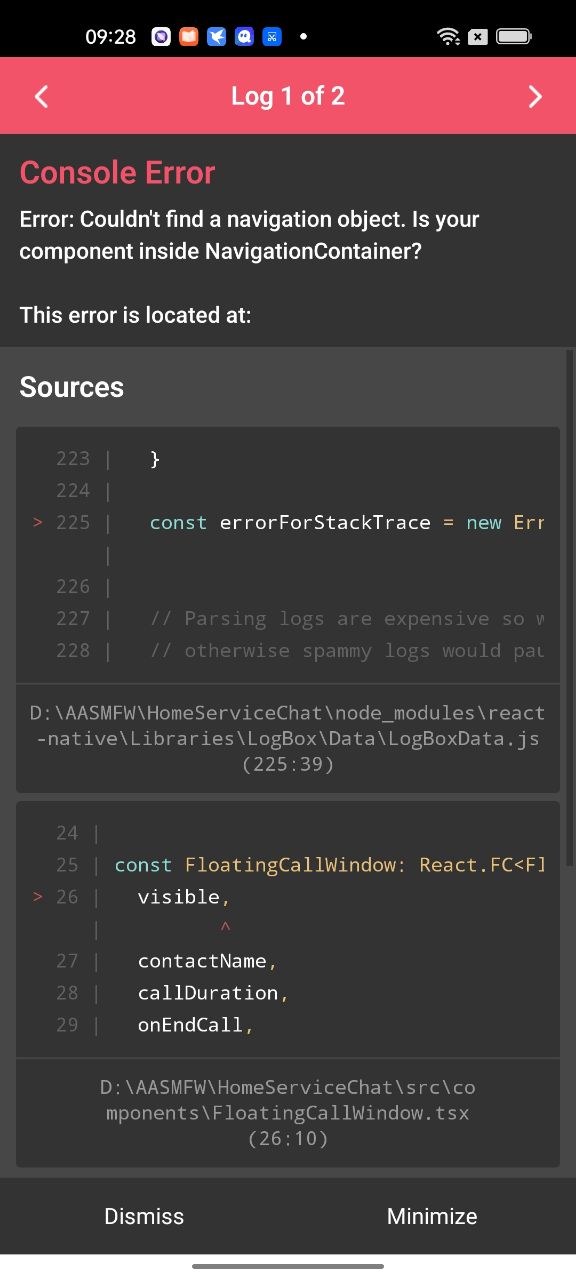 09:28
Log 1 of 2
Console Error
Error: Couldn't find a navigation object. Is your
component inside NavigationContainer?
This error is located at:
Sources
223 |   }
224 |
> 225 |   const errorForStackTrace = new Err
|
226 |
227 |   // Parsing logs are expensive so w
228 |   // otherwise spammy logs would pau
D:\AASMFW\HomeServiceChat\node_modules\react
-native\Libraries\LogBox\Data\LogBoxData.js
(225:39)
24 |
25 | const FloatingCallWindow: React.FC<Fl
> 26 |   visible,
|          ^
27 |   contactName,
28 |   callDuration,
29 |   onEndCall,
D:\AASMFW\HomeServiceChat\src\co
mponents\FloatingCallWindow.tsx
(26:10)
Dismiss
Minimize